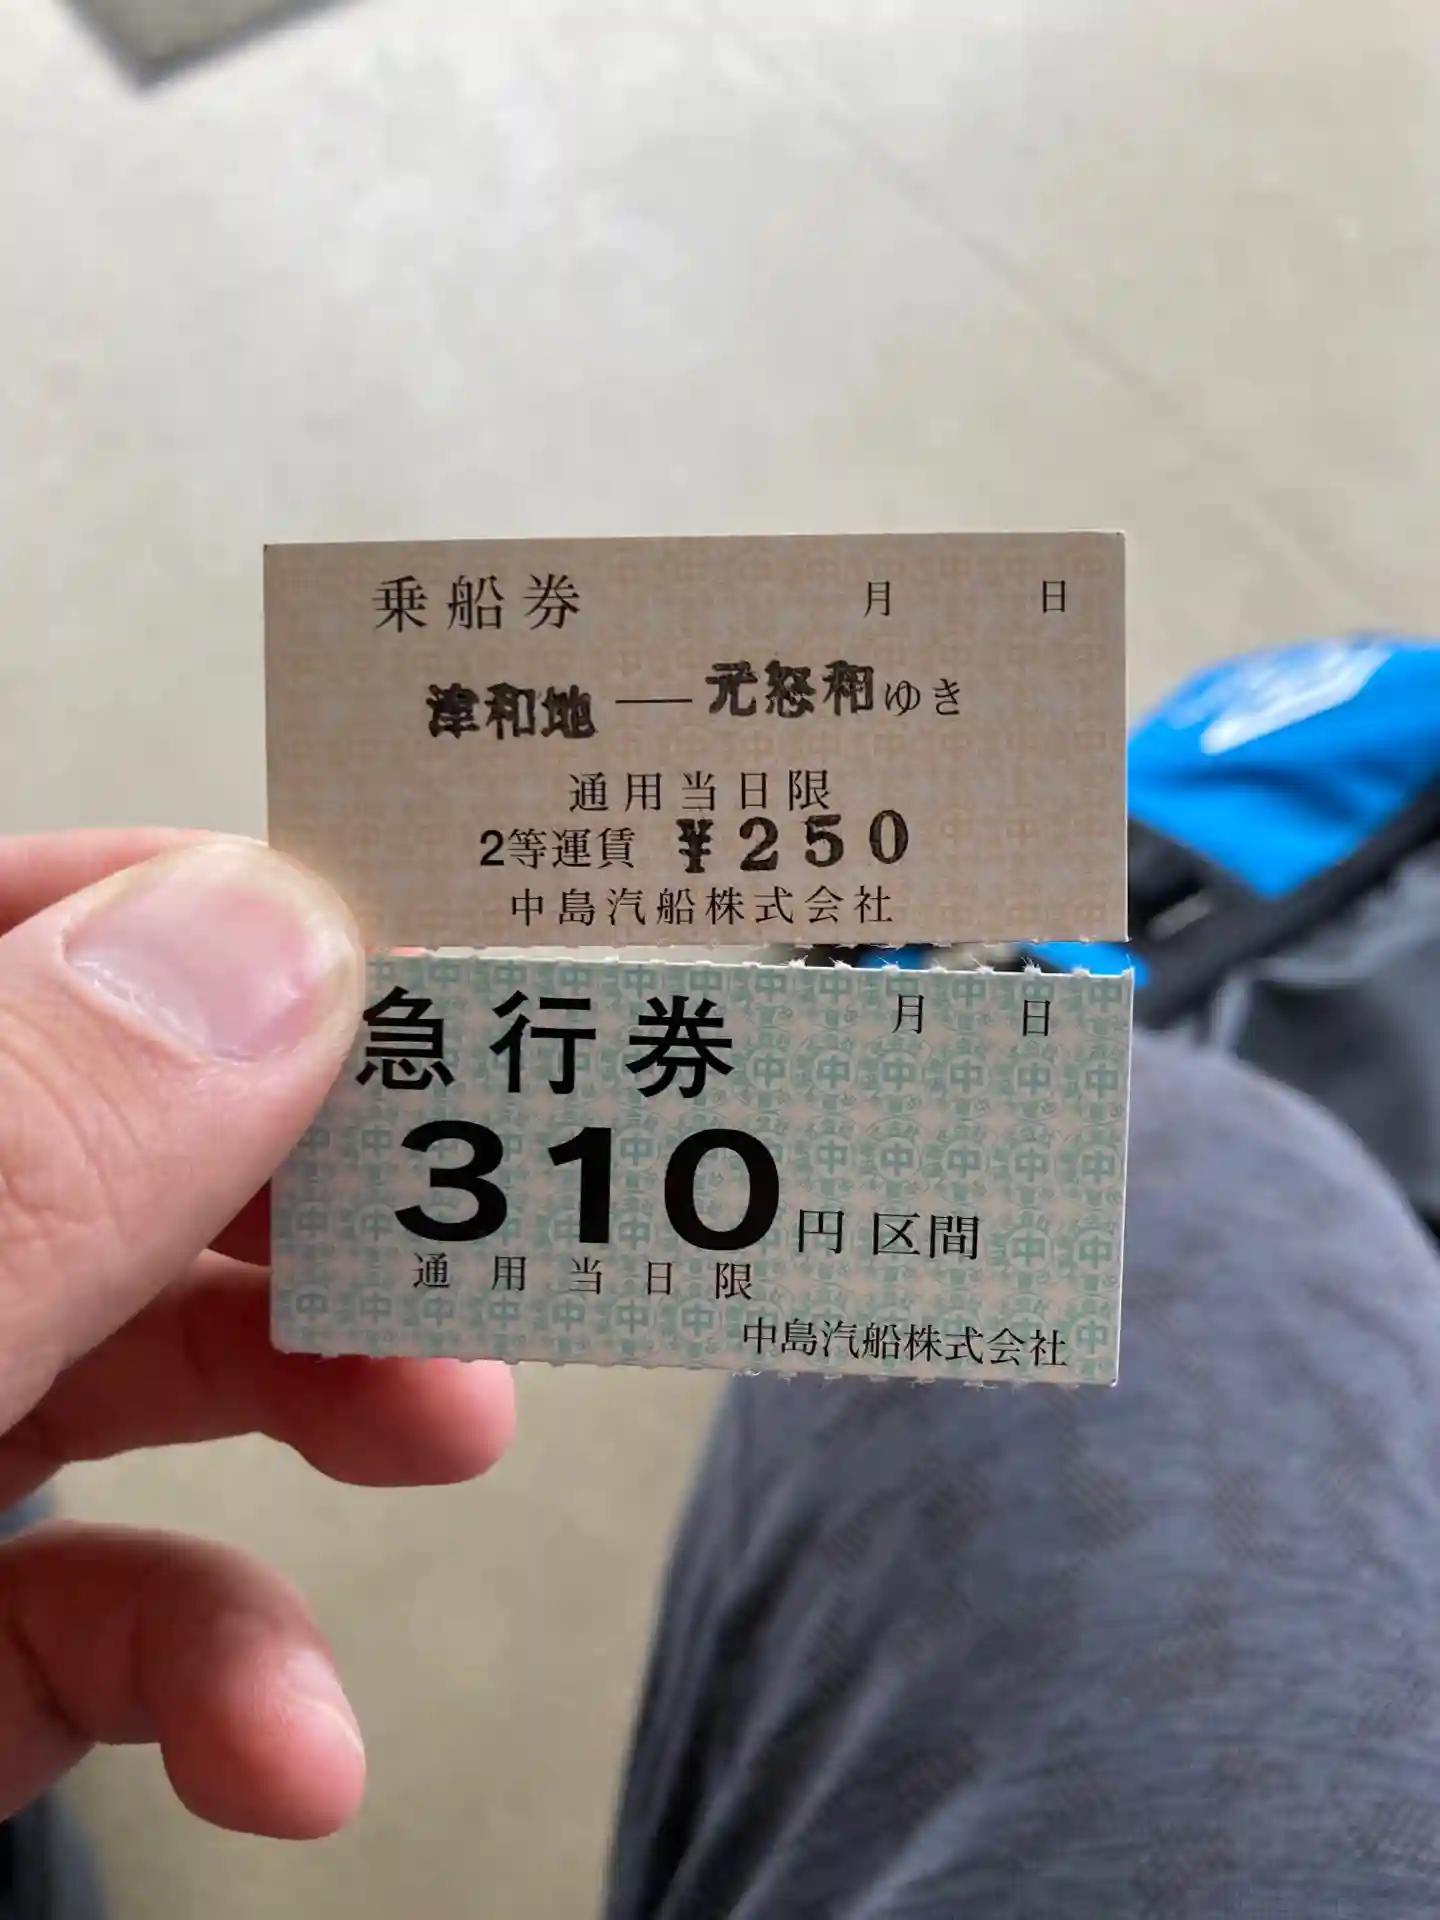 乗船券 月 日
津和地 — 元怒和ゆき
通用当日限
2等運賃 ¥250
中島汽船株式会社
急行券 月 日
310円区間
通用当日限
中島汽船株式会社